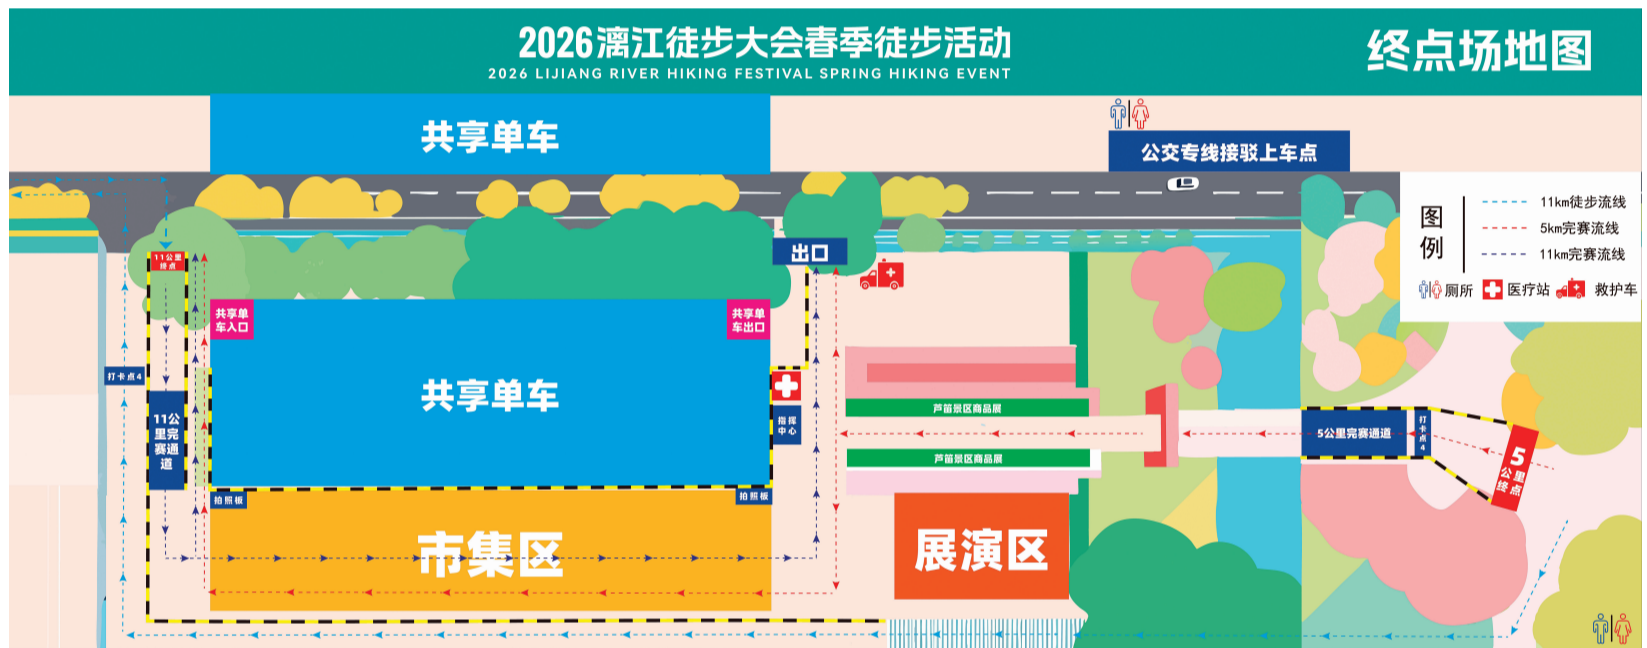 2026漓江徒步大会春季徒步活动
2026 LIJIANG RIVER HIKING FESTIVAL SPRING HIKING EVENT
终点场地图
共享单车
公交专线接驳上车点
图例
11km徒步流线
5km完赛流线
11km完赛流线
厕所
医疗站
救护车
出口
11公里
终点
共享单
车入口
共享单
车出口
共享单车
打卡点4
11公
里完
赛通
道
指挥
中心
芦笛景区商品展
芦笛景区商品展
5公里完赛通道
打卡点4
5
公里
终点
拍照板
拍照板
市集区
展演区